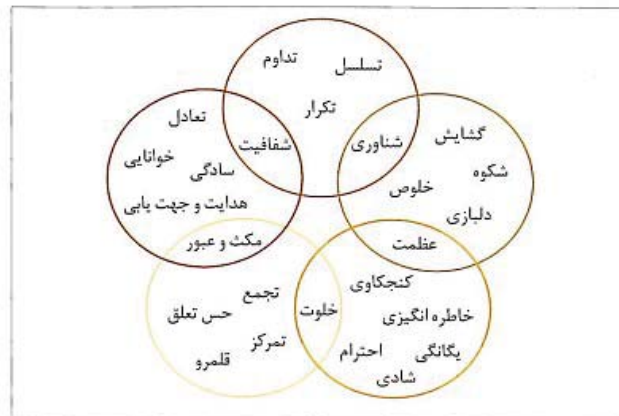 تسلسل
تداوم
تکرار
شناوری
شفافیت
گشایش
شکوه
خلوص
دلبازی
عظمت
تعادل
خوانایی
سادگی
هدایت و جهت یابی
مکث و عبور
کنجکاوی
خاطره انگیزی
یگانگی
احترام
شادی
خلوت
تجمع
حس تعلق
تمرکز
قلمرو